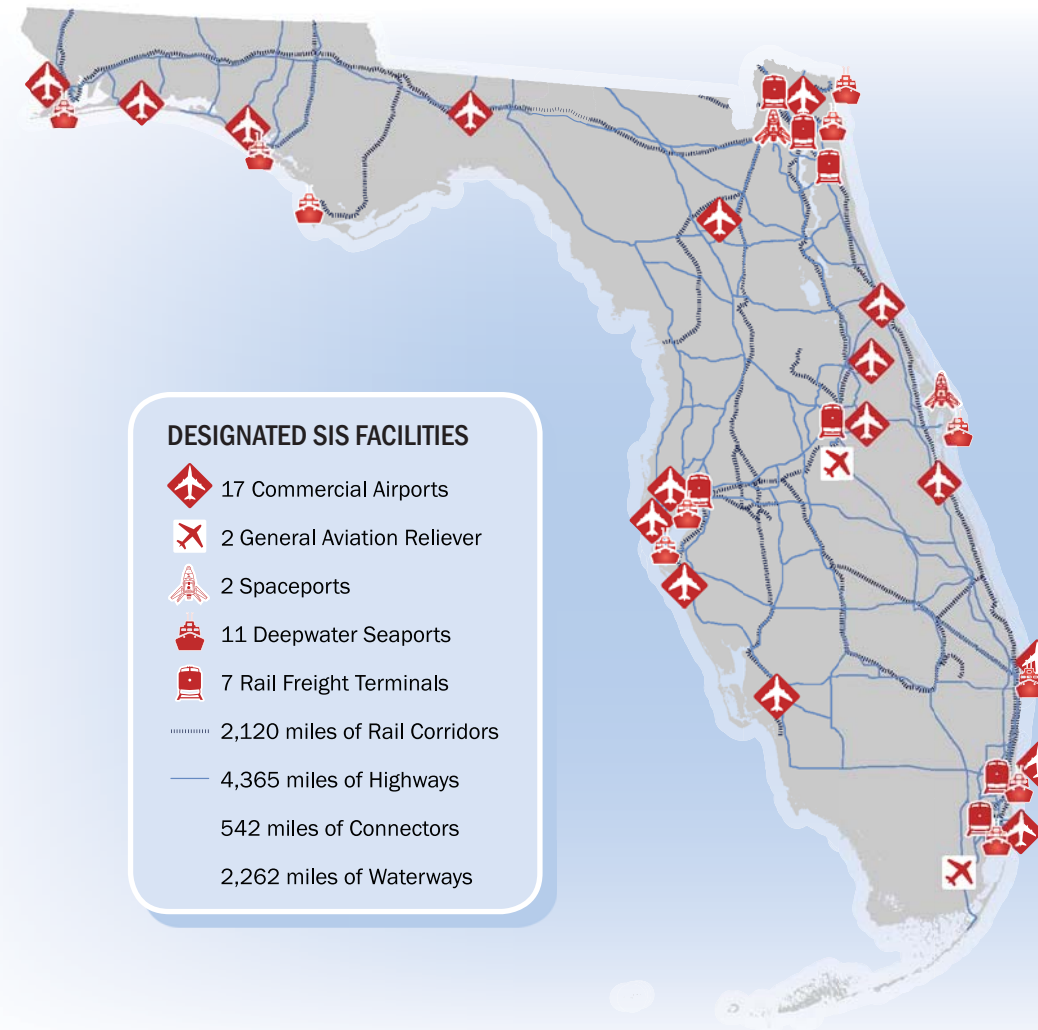 DESIGNATED SIS FACILITIES
17 Commercial Airports
2 General Aviation Reliever
2 Spaceports
11 Deepwater Seaports
7 Rail Freight Terminals
2,120 miles of Rail Corridors
4,365 miles of Highways
542 miles of Connectors
2,262 miles of Waterways